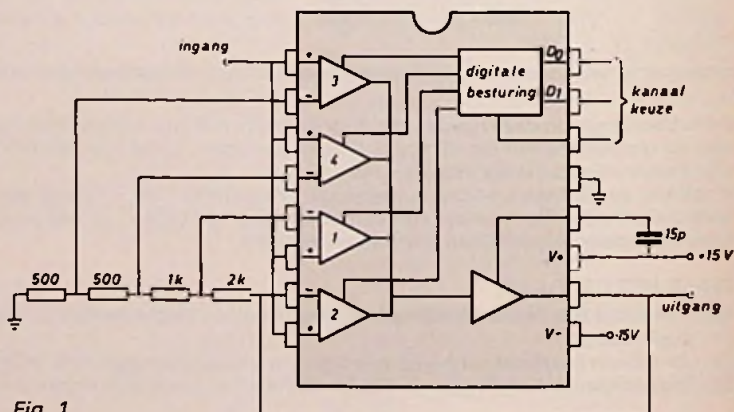 ingang
+
-
3
+
4
-
-
1
+
-
2
+
digitale
besturing
D0
D1
kanaal
keuze
15p
V+
+15V
uitgang
V-
-15V
500
500
1k
2k
Fig. 1